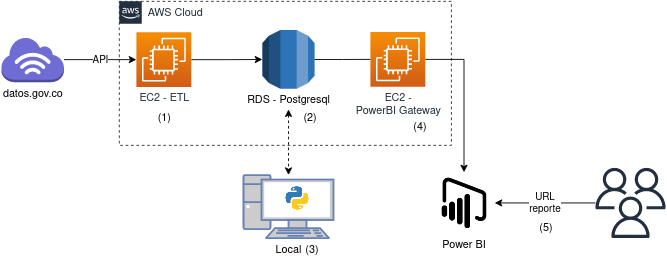 aws
AWS Cloud
API
datos.gov.co
EC2 - ETL
(1)
RDS - Postgresql
(2)
EC2 -
PowerBI Gateway
(4)
Local (3)
Power BI
URL
reporte
(5)